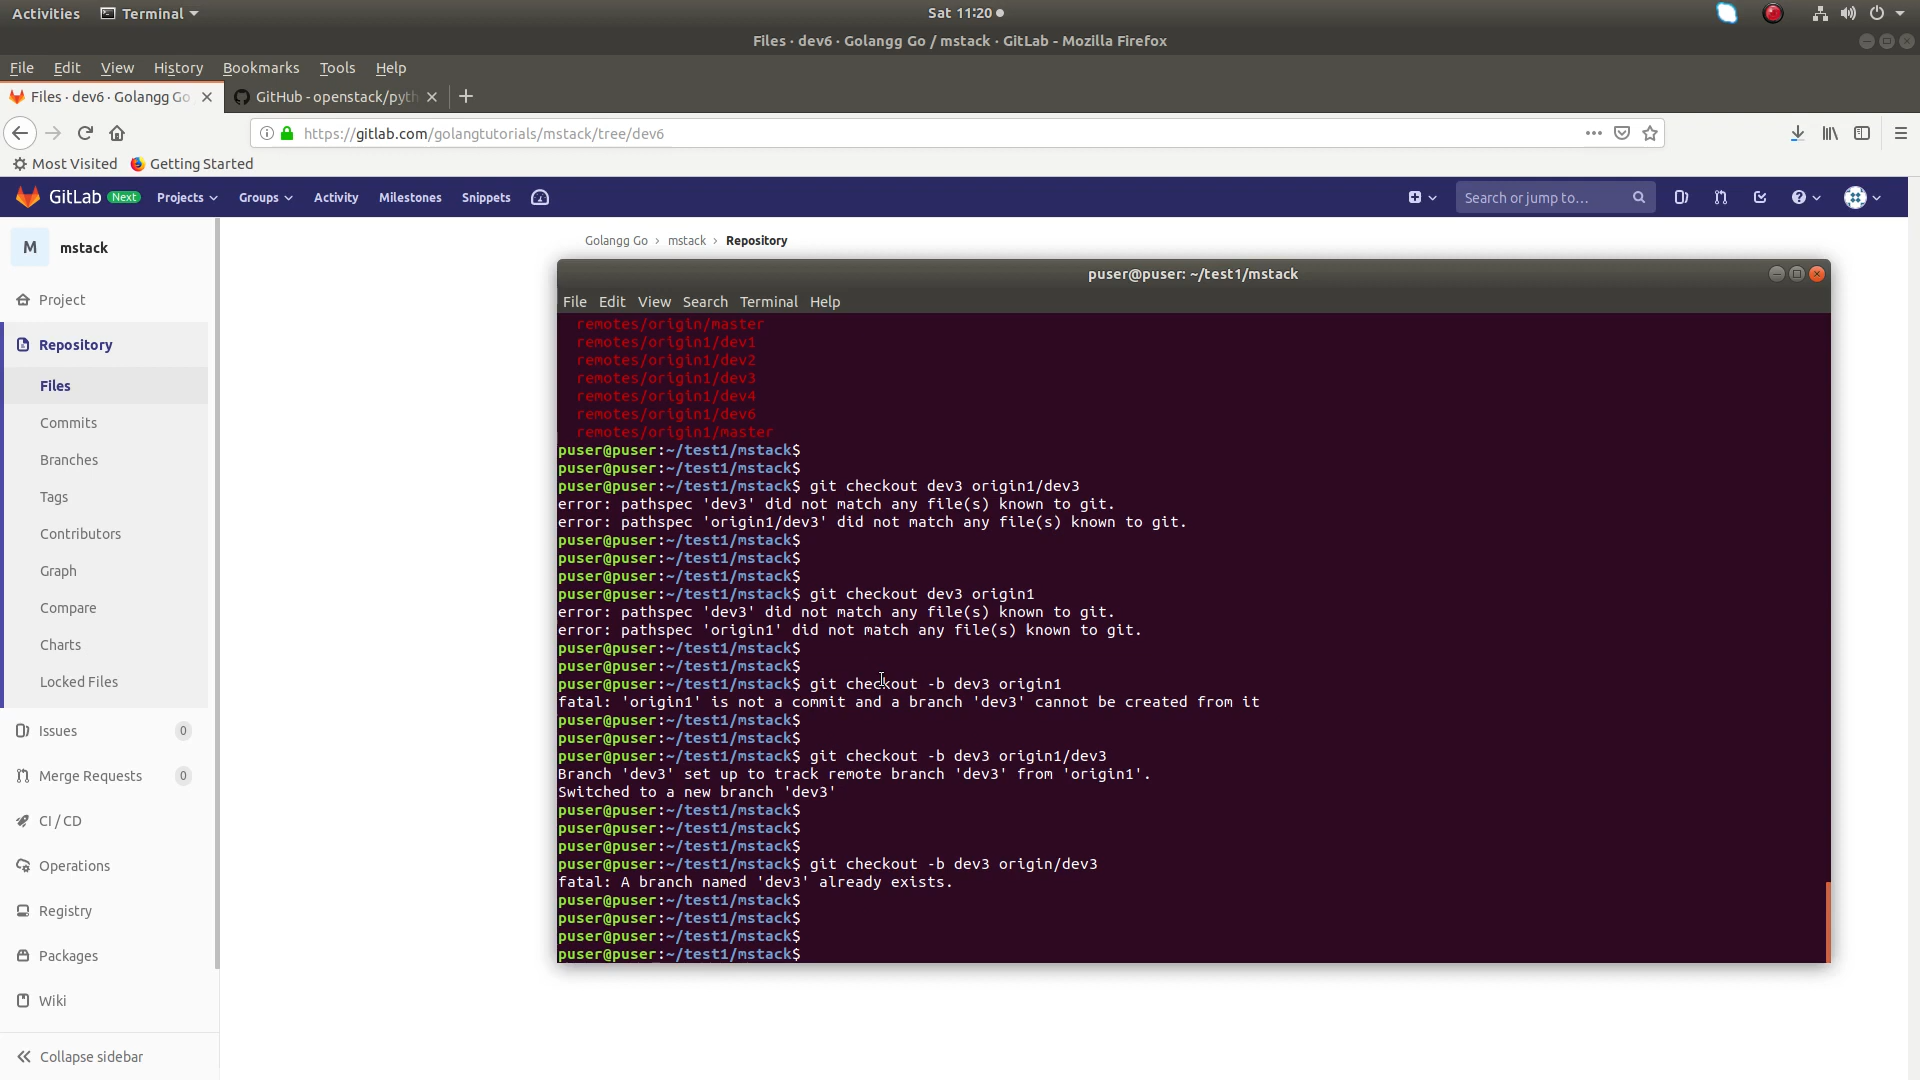 Activities Terminal Sat 11:20
Files · dev6 · Golangg Go / mstack · GitLab - Mozilla Firefox
File Edit View History Bookmarks Tools Help
Files · dev6 · Golangg Go GitHub - openstack/pyth
https://gitlab.com/golangtutorials/mstack/tree/dev6
Most Visited Getting Started
GitLab Next Projects Groups Activity Milestones Snippets Search or jump to…
M mstack
Project
Repository
Files
Commits
Branches
Tags
Contributors
Graph
Compare
Charts
Locked Files
Issues 0
Merge Requests 0
CI / CD
Operations
Registry
Packages
Wiki
Collapse sidebar
Golangg Go › mstack › Repository
puser@puser: ~/test1/mstack
File Edit View Search Terminal Help
remotes/origin/master
remotes/origin1/dev1
remotes/origin1/dev2
remotes/origin1/dev3
remotes/origin1/dev4
remotes/origin1/dev6
remotes/origin1/master
puser@puser:~/test1/mstack$
puser@puser:~/test1/mstack$
puser@puser:~/test1/mstack$ git checkout dev3 origin1/dev3
error: pathspec 'dev3' did not match any file(s) known to git.
error: pathspec 'origin1/dev3' did not match any file(s) known to git.
puser@puser:~/test1/mstack$
puser@puser:~/test1/mstack$
puser@puser:~/test1/mstack$
puser@puser:~/test1/mstack$ git checkout dev3 origin1
error: pathspec 'dev3' did not match any file(s) known to git.
error: pathspec 'origin1' did not match any file(s) known to git.
puser@puser:~/test1/mstack$
puser@puser:~/test1/mstack$
puser@puser:~/test1/mstack$ git checkout -b dev3 origin1
fatal: 'origin1' is not a commit and a branch 'dev3' cannot be created from it
puser@puser:~/test1/mstack$
puser@puser:~/test1/mstack$
puser@puser:~/test1/mstack$ git checkout -b dev3 origin1/dev3
Branch 'dev3' set up to track remote branch 'dev3' from 'origin1'.
Switched to a new branch 'dev3'
puser@puser:~/test1/mstack$
puser@puser:~/test1/mstack$
puser@puser:~/test1/mstack$
puser@puser:~/test1/mstack$ git checkout -b dev3 origin/dev3
fatal: A branch named 'dev3' already exists.
puser@puser:~/test1/mstack$
puser@puser:~/test1/mstack$
puser@puser:~/test1/mstack$
puser@puser:~/test1/mstack$